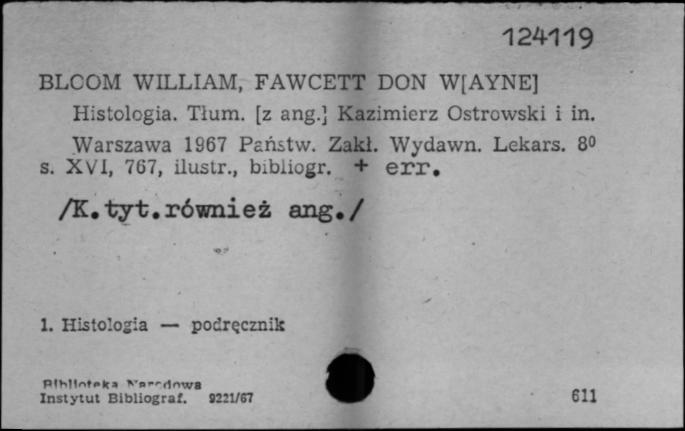 124119
BLOOM WILLIAM, FAWCETT DON W[AYNE]
Histologia. Tłum. [z ang.] Kazimierz Ostrowski i in.
Warszawa 1967 Państw. Zakł. Wydawn. Lekars. 8⁰
s. XVI, 767, ilustr., bibliogr. + err.
/K.tyt.również ang./
1. Histologia — podręcznik
Biblioteka Narodowa
Instytut Bibliograf. 9221/67
611